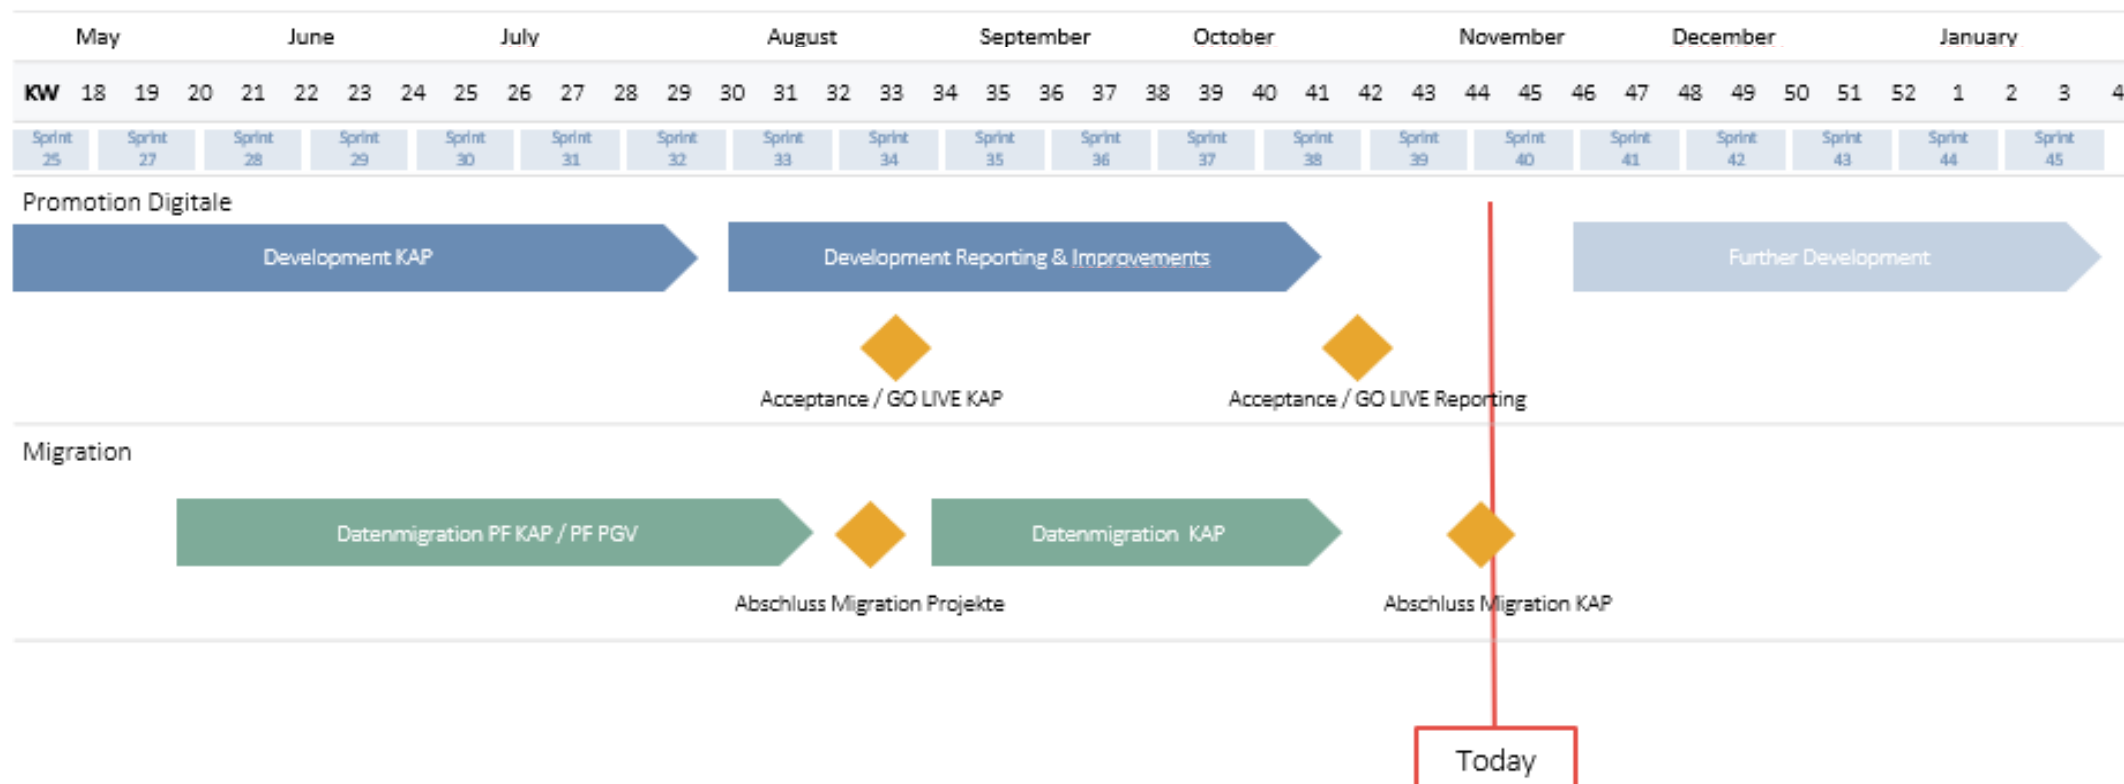 May June July August September October November December January
KW 18 19 20 21 22 23 24 25 26 27 28 29 30 31 32 33 34 35 36 37 38 39 40 41 42 43 44 45 46 47 48 49 50 51 52 1 2 3 4
Sprint Sprint Sprint Sprint Sprint Sprint Sprint Sprint Sprint Sprint Sprint Sprint Sprint Sprint Sprint Sprint Sprint Sprint Sprint Sprint
25 27 28 29 30 31 32 33 34 35 36 37 38 39 40 41 42 43 44 45
Promotion Digitale
Development KAP Development Reporting & Improvements Further Development
Acceptance / GO LIVE KAP Acceptance / GO LIVE Reporting
Migration
Datenmigration PF KAP / PF PGV Datenmigration KAP
Abschluss Migration Projekte Abschluss Migration KAP
Today